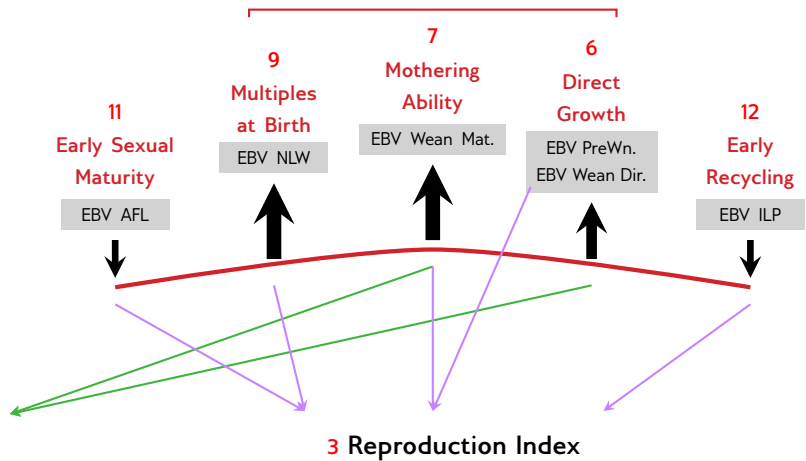 11
Early Sexual
Maturity
EBV AFL
9
Multiples
at Birth
EBV NLW
7
Mothering
Ability
EBV Wean Mat.
6
Direct
Growth
EBV PreWn.
EBV Wean Dir.
12
Early
Recycling
EBV ILP
3 Reproduction Index